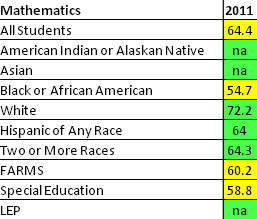 Mathematics 2011
All Students 64.4
American Indian or Alaskan Native na
Asian na
Black or African American 54.7
White 72.2
Hispanic of Any Race 64
Two or More Races 64.3
FARMS 60.2
Special Education 58.8
LEP na